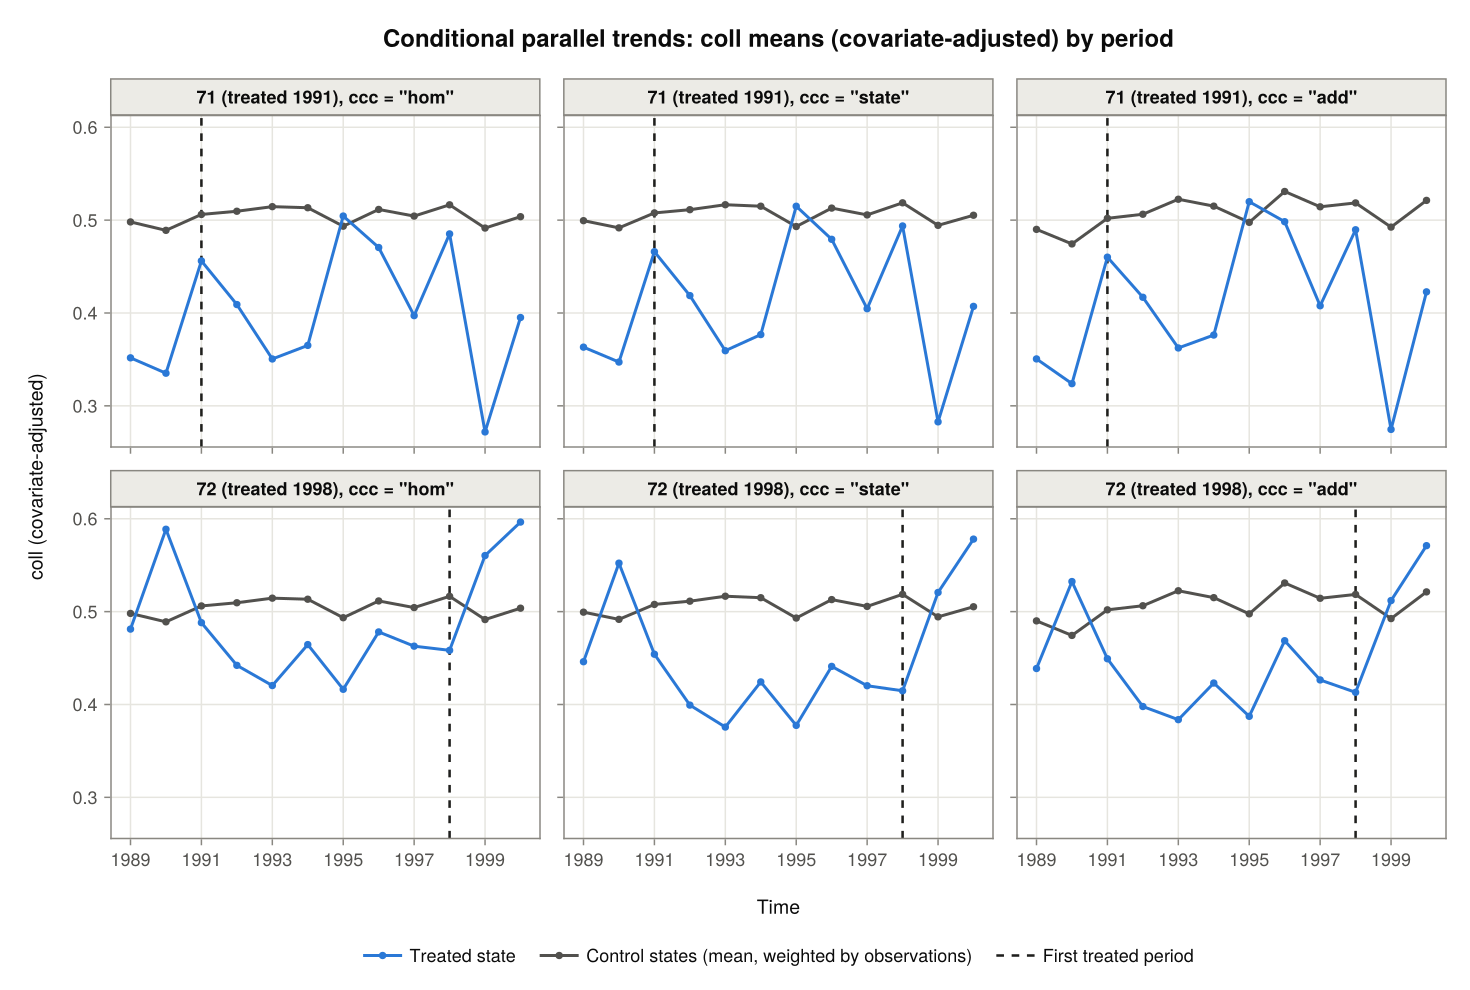 Conditional parallel trends: coll means (covariate-adjusted) by period
71 (treated 1991), ccc = "hom"
71 (treated 1991), ccc = "state"
71 (treated 1991), ccc = "add"
0.6
0.5
0.4
0.3
coll (covariate-adjusted)
72 (treated 1998), ccc = "hom"
72 (treated 1998), ccc = "state"
72 (treated 1998), ccc = "add"
0.6
0.5
0.4
0.3
1989 1991 1993 1995 1997 1999
1989 1991 1993 1995 1997 1999
1989 1991 1993 1995 1997 1999
Time
Treated state
Control states (mean, weighted by observations)
First treated period